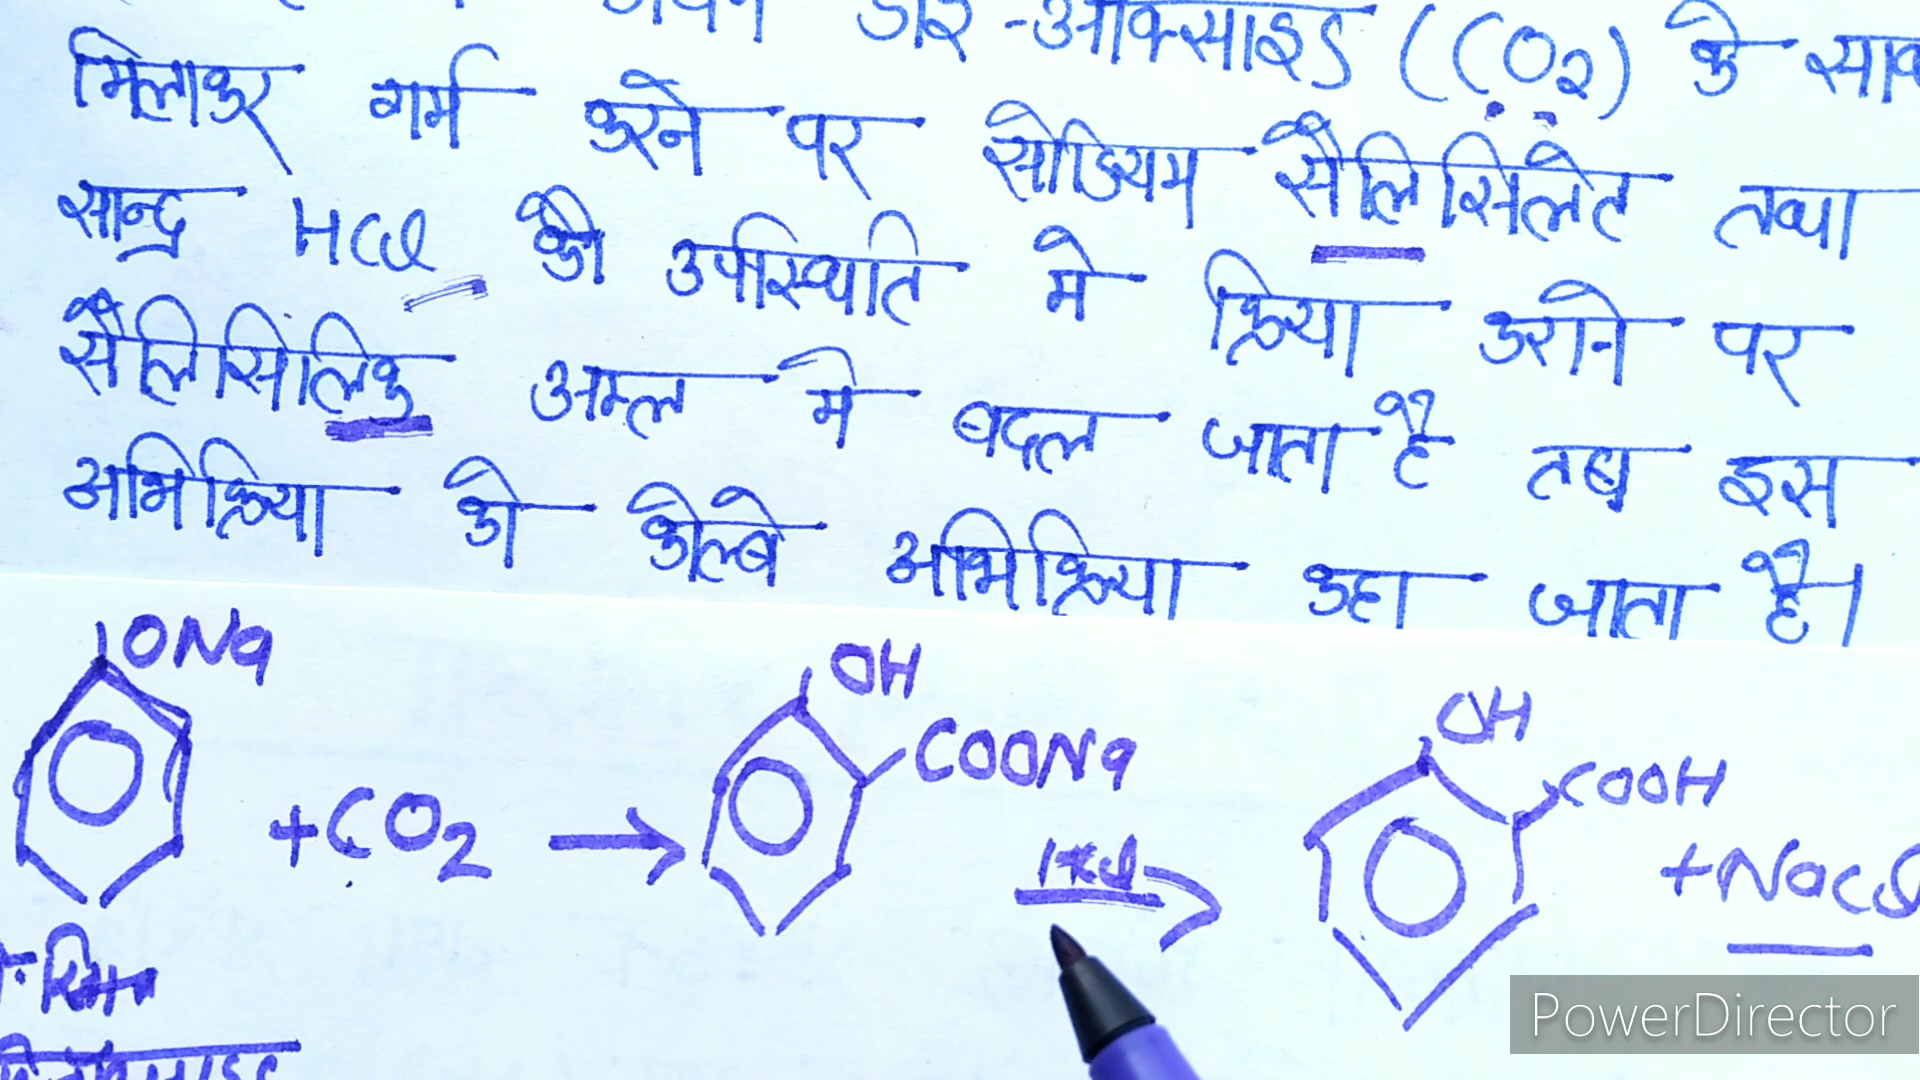 डाइ-ऑक्साइड (CO2) के साथ
मिलाकर गर्म करने पर सोडियम सैलिसिलेट तथा
सान्द्र HCl की उपस्थिति मे क्रिया कराने पर
सैलिसिलिक अम्ल मे बदल जाता है तब इस
अभिक्रिया को कोल्बे अभिक्रिया कहा जाता है।
ONa OH OH
COONa COOH
+CO2 → HCl → +NaCl
PowerDirector